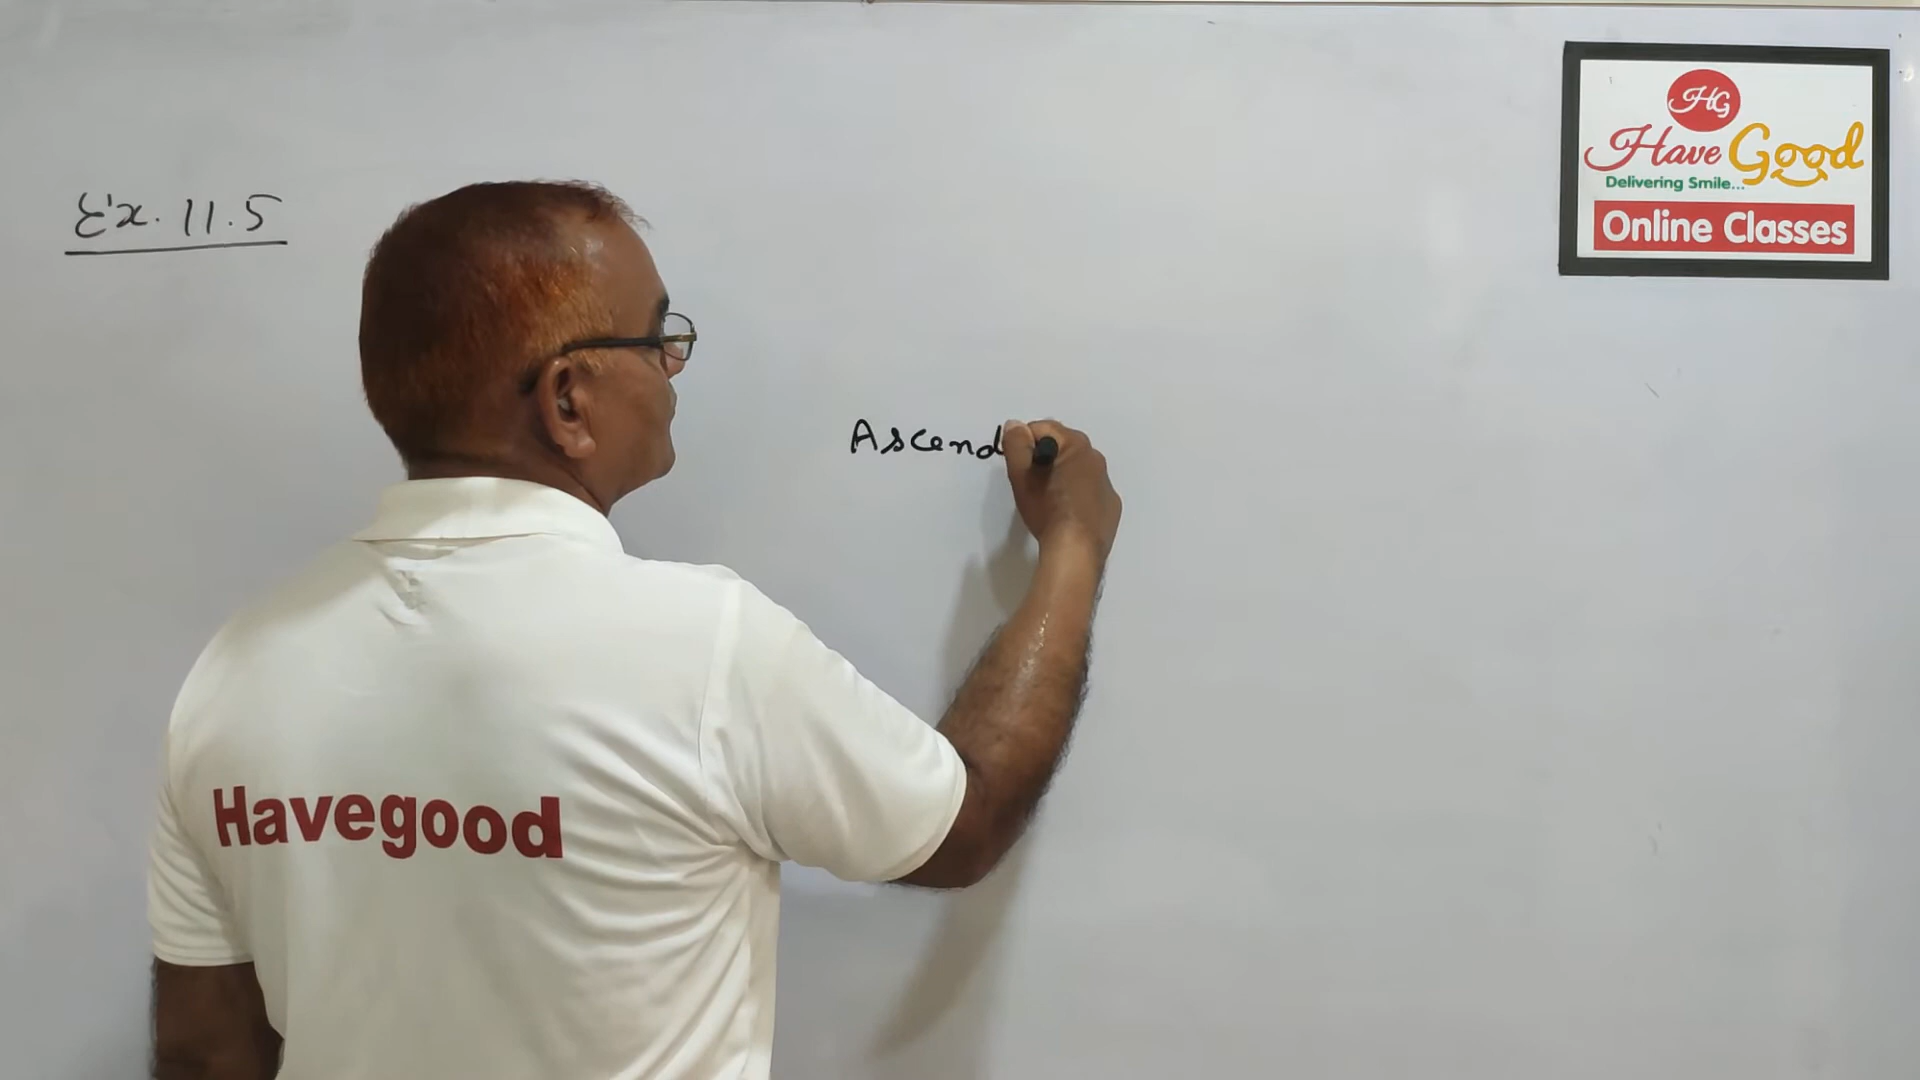 Ex. 11.5
HG
Have Good
Delivering Smile...
Online Classes
Ascend
Havegood